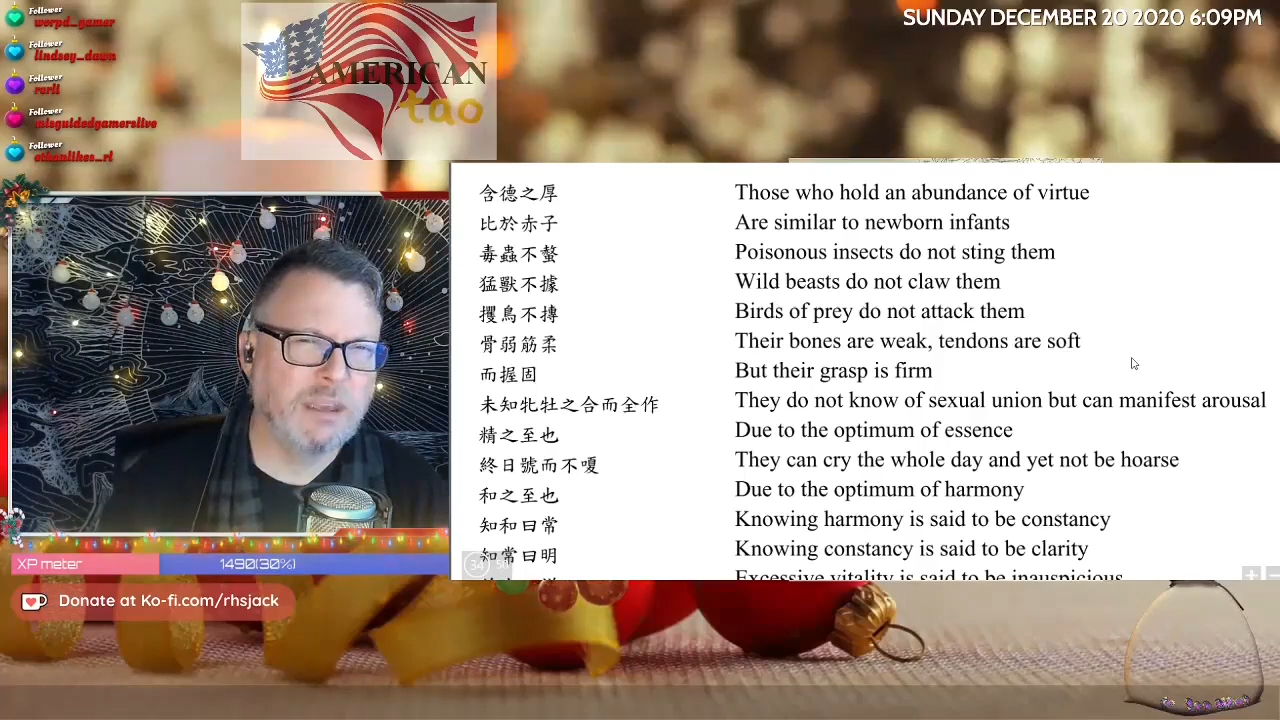 SUNDAY DECEMBER 20 2020 6:09PM
Follower
worpd_gamer
Follower
lindsey_dawn
Follower
rorll
Follower
misguidedgamerslive
Follower
othanlikes_rl
AMERICAN
tao
含德之厚
Those who hold an abundance of virtue
比於赤子
Are similar to newborn infants
毒蟲不螫
Poisonous insects do not sting them
猛獸不據
Wild beasts do not claw them
攫鳥不搏
Birds of prey do not attack them
骨弱筋柔
Their bones are weak, tendons are soft
而握固
But their grasp is firm
未知牝牡之合而全作
They do not know of sexual union but can manifest arousal
精之至也
Due to the optimum of essence
終日號而不嗄
They can cry the whole day and yet not be hoarse
和之至也
Due to the optimum of harmony
知和曰常
Knowing harmony is said to be constancy
知常曰明
Knowing constancy is said to be clarity
Excessive vitality is said to be inauspicious
34
XP meter
1490(30%)
Donate at Ko-fi.com/rhsjack